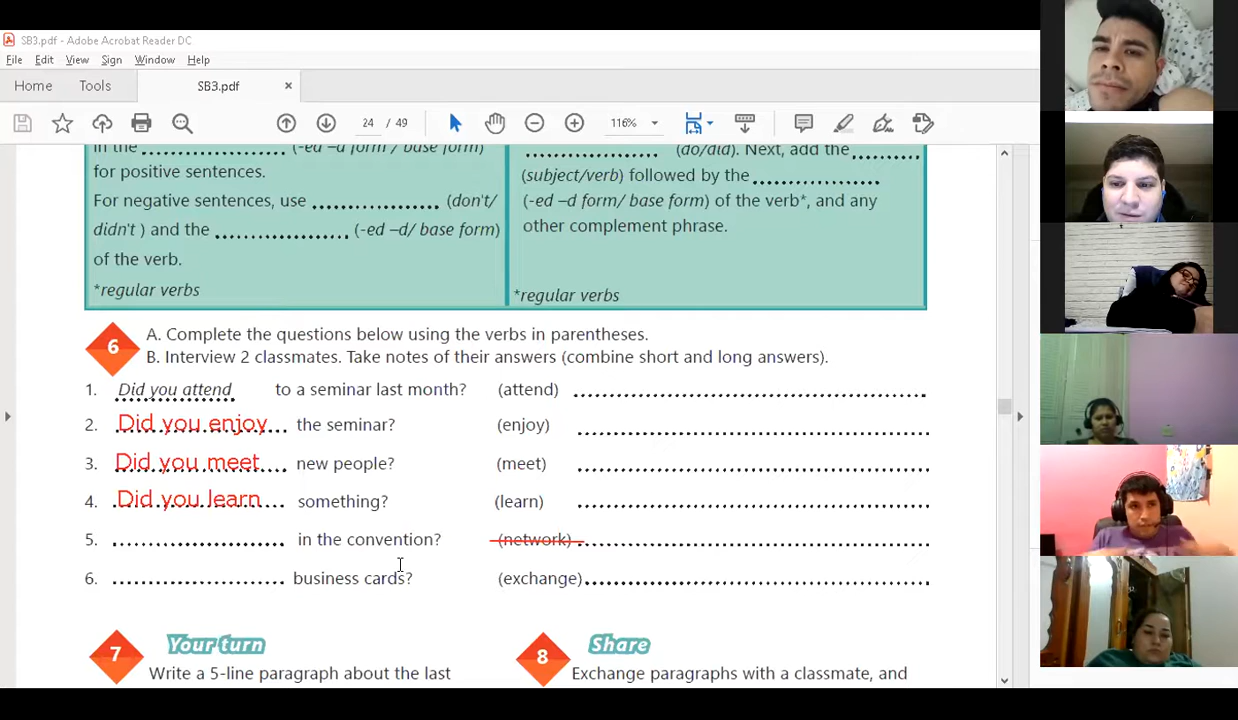 SB3.pdf - Adobe Acrobat Reader DC
File Edit View Sign Window Help
Home Tools SB3.pdf ×
24 / 49 116%
in the ........................ (-ed –d form / base form)
for positive sentences.
For negative sentences, use ...................... (don't/
didn't ) and the ....................... (-ed –d/ base form)
of the verb.
*regular verbs
....................... (do/did). Next, add the ............
(subject/verb) followed by the ......................
(-ed –d form/ base form) of the verb*, and any
other complement phrase.
*regular verbs
6 A. Complete the questions below using the verbs in parentheses.
B. Interview 2 classmates. Take notes of their answers (combine short and long answers).
1. Did you attend to a seminar last month? (attend) ............................................................
2. Did you enjoy the seminar? (enjoy) ............................................................
3. Did you meet new people? (meet) ............................................................
4. Did you learn something? (learn) ............................................................
5. ............................. in the convention? (network) ............................................................
6. ............................. business cards? (exchange) ............................................................
7 Your turn
Write a 5-line paragraph about the last
8 Share
Exchange paragraphs with a classmate, and